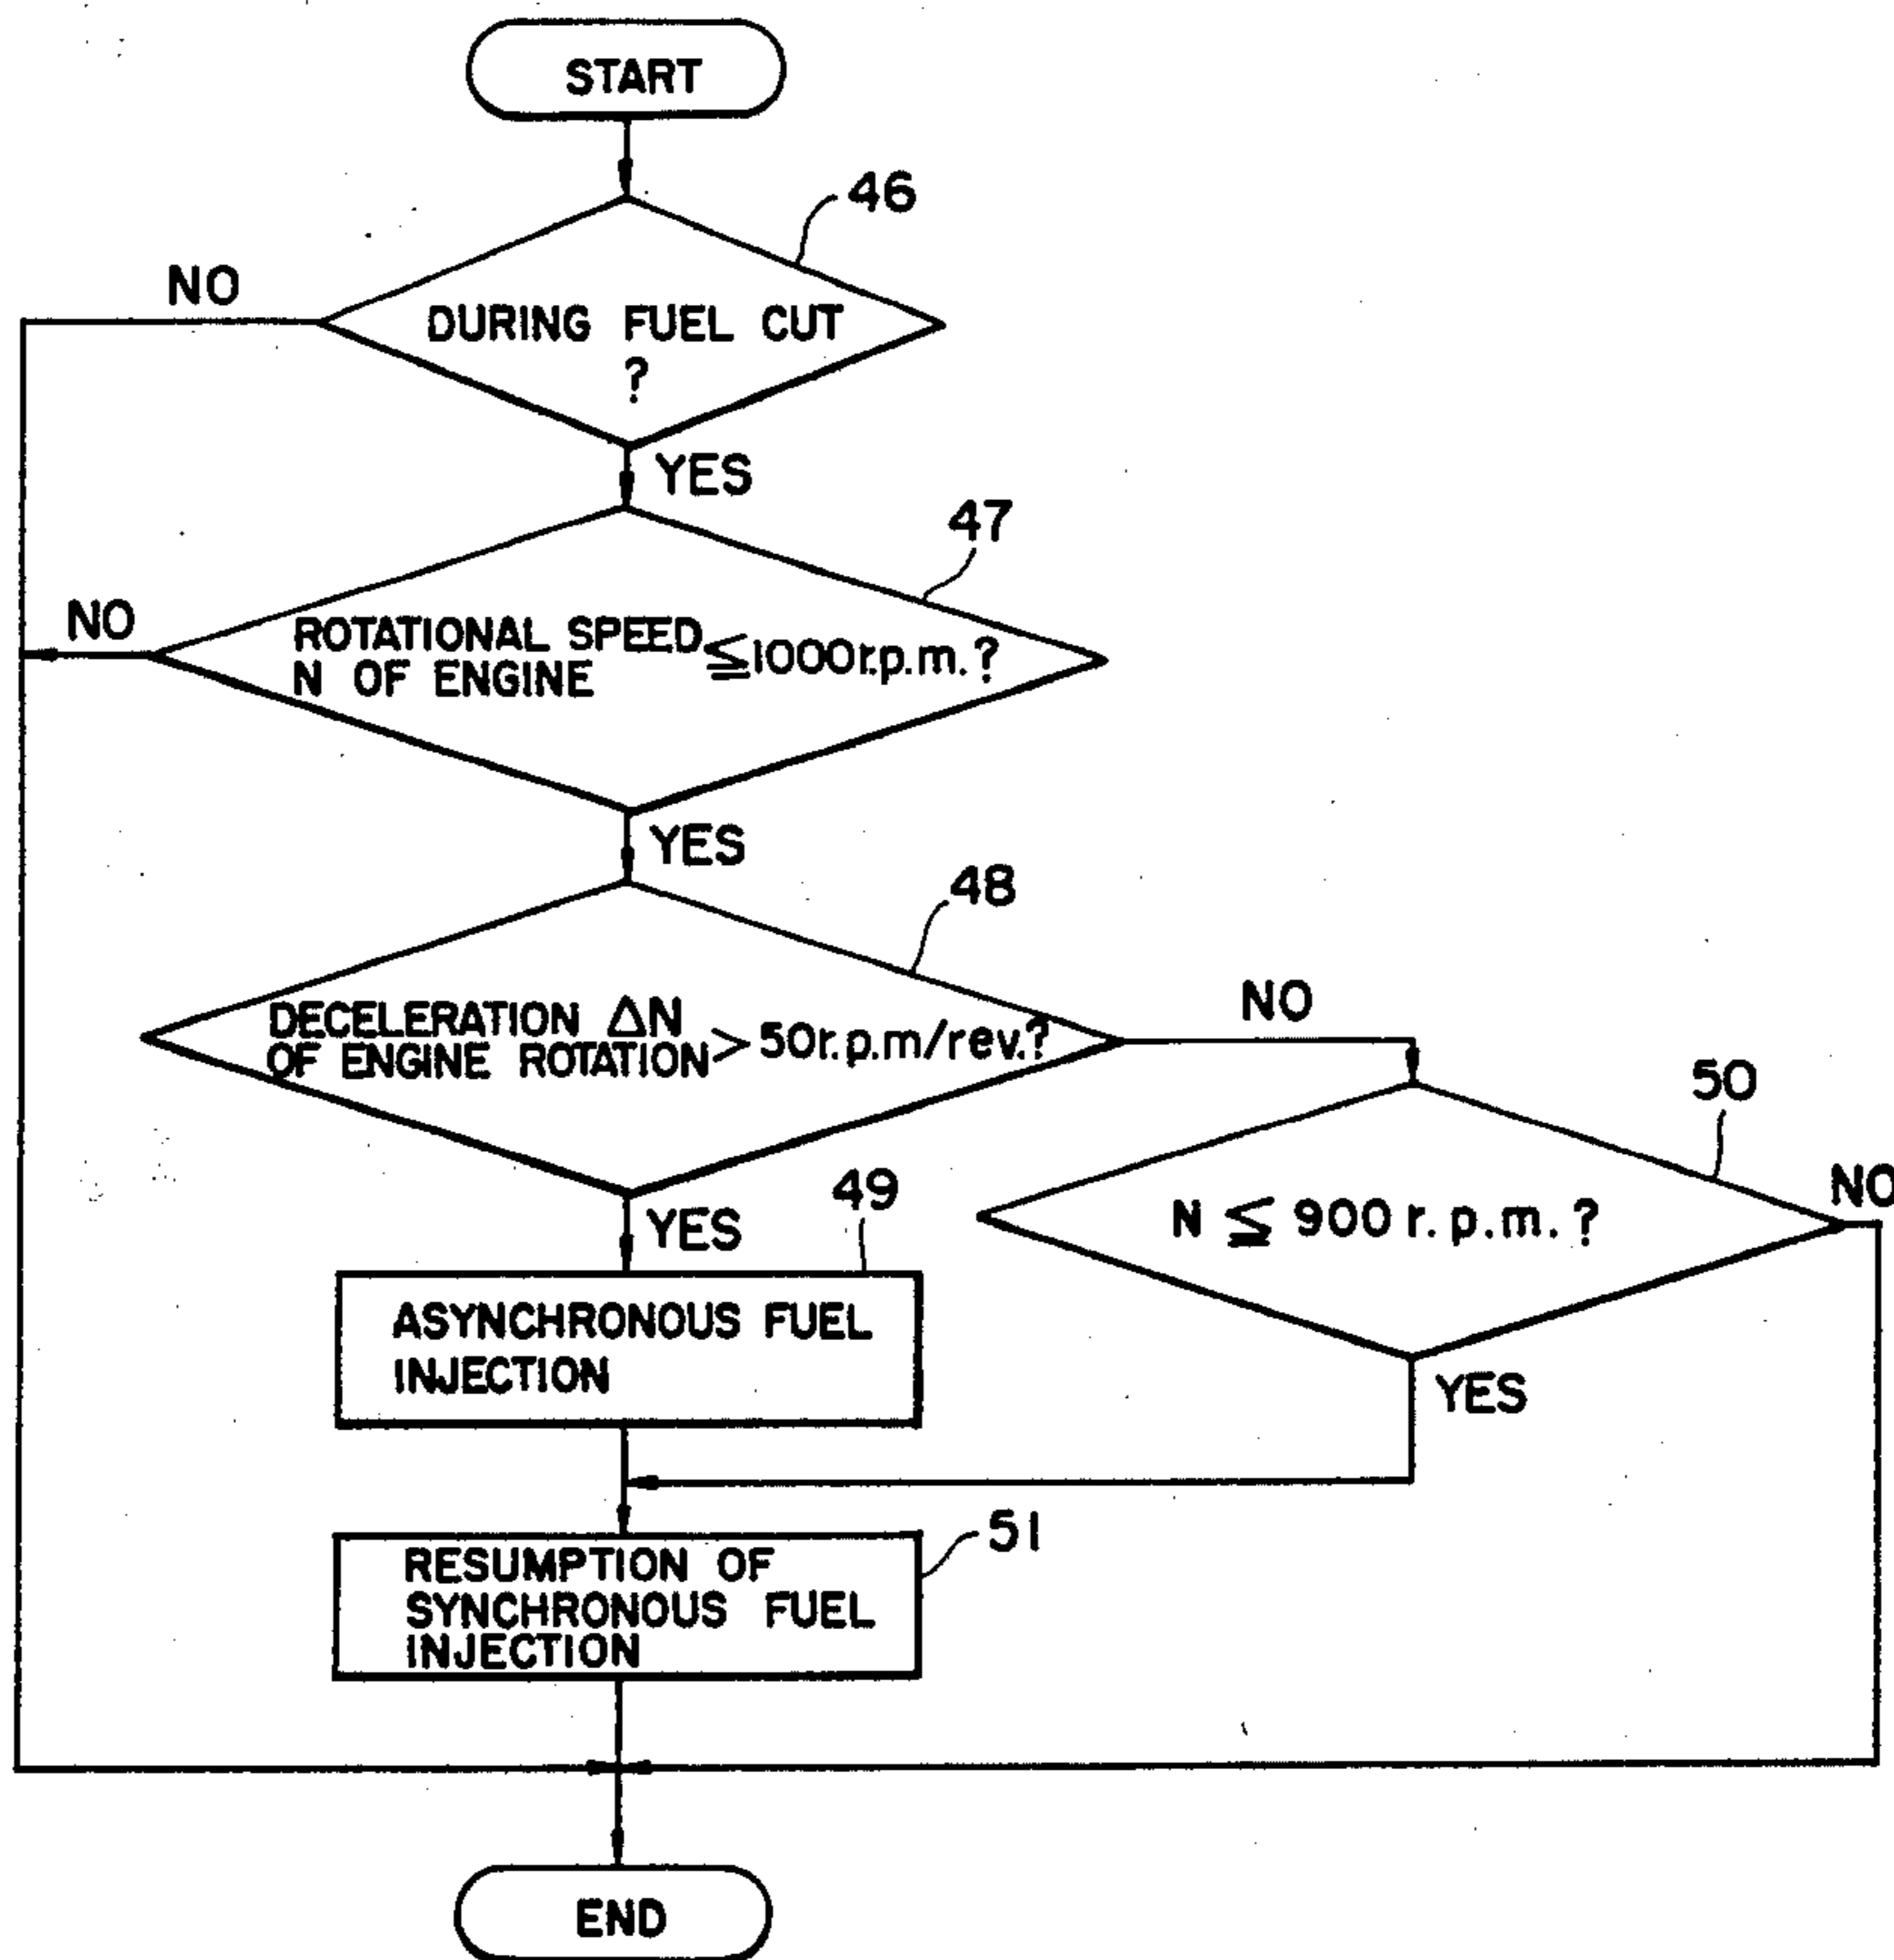 START
46
NO
DURING FUEL CUT
?
YES
47
NO
ROTATIONAL SPEED
N OF ENGINE
≦1000r.p.m.?
YES
48
DECELERATION ΔN
OF ENGINE ROTATION
> 50r.p.m/rev.?
NO
50
YES
49
N ≦ 900 r.p.m.?
NO
ASYNCHRONOUS FUEL
INJECTION
YES
51
RESUMPTION OF
SYNCHRONOUS FUEL
INJECTION
END